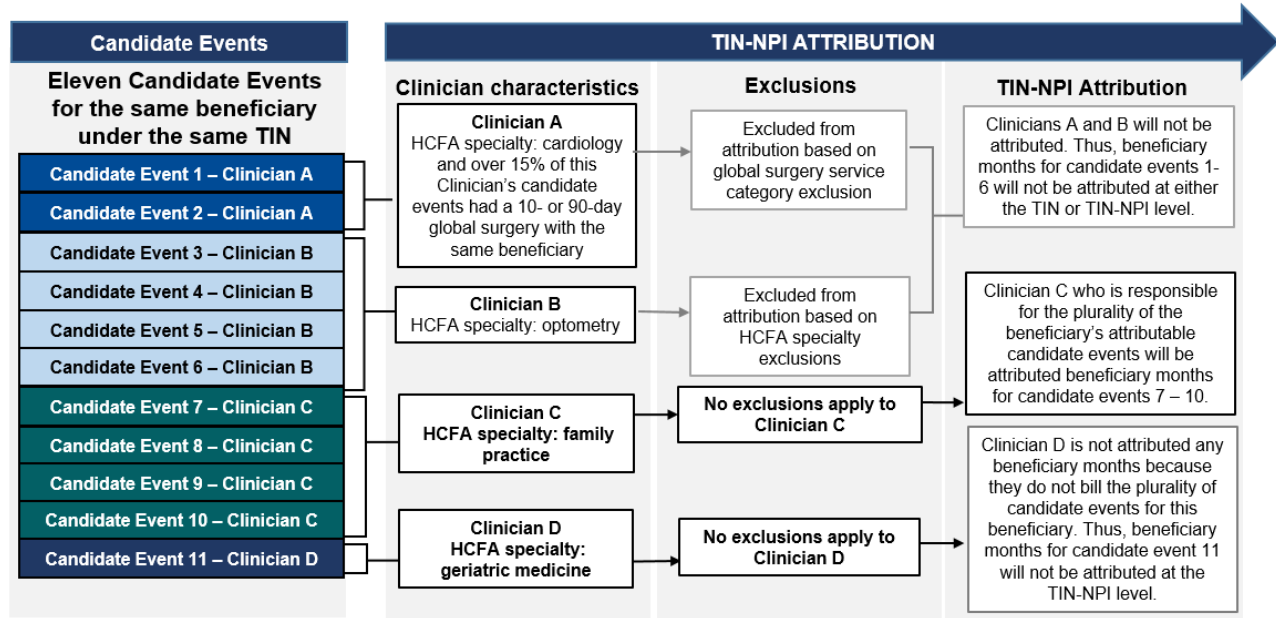 Candidate Events
TIN-NPI ATTRIBUTION
Eleven Candidate Events
for the same beneficiary
under the same TIN
Candidate Event 1 – Clinician A
Candidate Event 2 – Clinician A
Candidate Event 3 – Clinician B
Candidate Event 4 – Clinician B
Candidate Event 5 – Clinician B
Candidate Event 6 – Clinician B
Candidate Event 7 – Clinician C
Candidate Event 8 – Clinician C
Candidate Event 9 – Clinician C
Candidate Event 10 – Clinician C
Candidate Event 11 – Clinician D
Clinician characteristics
Clinician A
HCFA specialty: cardiology
and over 15% of this
Clinician’s candidate
events had a 10- or 90-day
global surgery with the
same beneficiary
Clinician B
HCFA specialty: optometry
Clinician C
HCFA specialty: family
practice
Clinician D
HCFA specialty:
geriatric medicine
Exclusions
Excluded from
attribution based on
global surgery service
category exclusion
Excluded from
attribution based on
HCFA specialty
exclusions
No exclusions apply to
Clinician C
No exclusions apply to
Clinician D
TIN-NPI Attribution
Clinicians A and B will not be
attributed. Thus, beneficiary
months for candidate events 1-
6 will not be attributed at either
the TIN or TIN-NPI level.
Clinician C who is responsible
for the plurality of the
beneficiary’s attributable
candidate events will be
attributed beneficiary months
for candidate events 7 – 10.
Clinician D is not attributed any
beneficiary months because
they do not bill the plurality of
candidate events for this
beneficiary. Thus, beneficiary
months for candidate event 11
will not be attributed at the
TIN-NPI level.